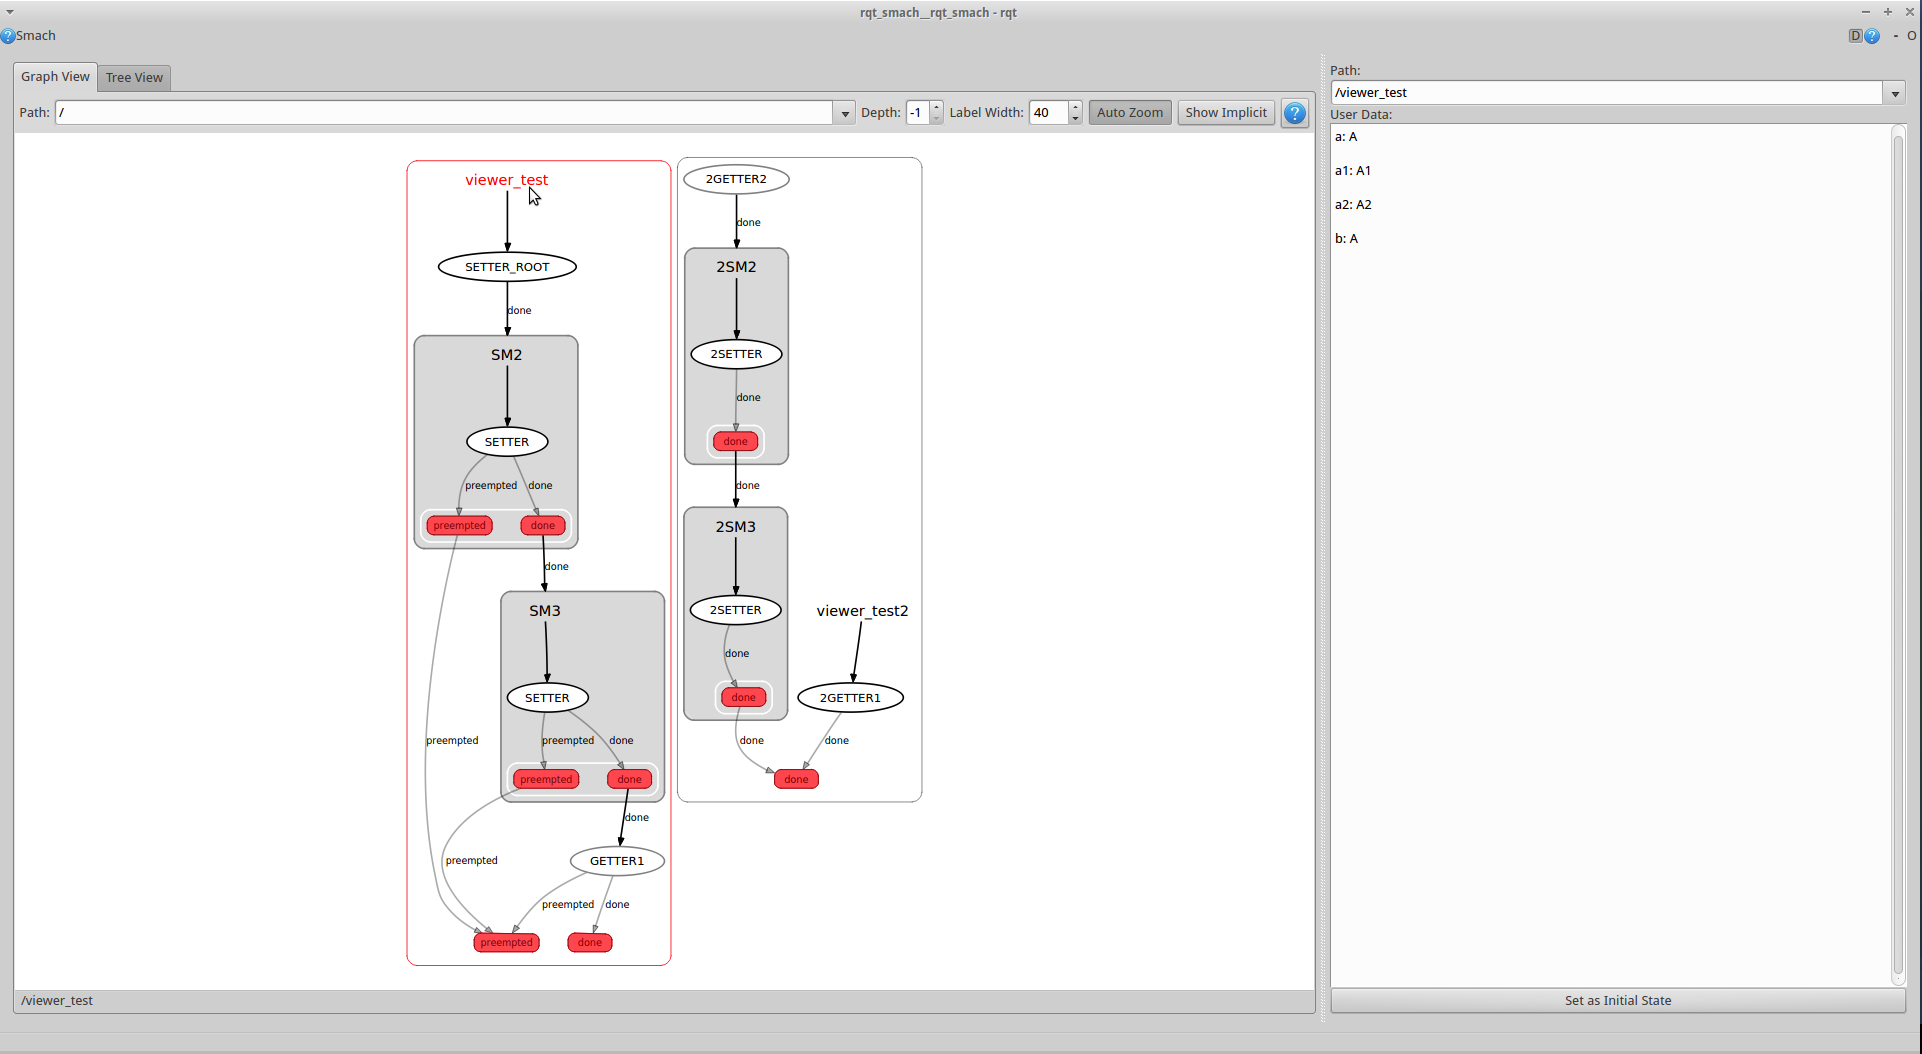 rqt_smach__rqt_smach - rqt
Smach
D ? - O
Graph View Tree View
Path: / Depth: -1 Label Width: 40 Auto Zoom Show Implicit ?
viewer_test
SETTER_ROOT
done
SM2
SETTER
preempted done
preempted done
done
SM3
SETTER
preempted done
preempted done
preempted
done
preempted
GETTER1
preempted done
preempted done
2GETTER2
done
2SM2
2SETTER
done
done
done
2SM3
2SETTER
done
done
done
viewer_test2
2GETTER1
done
done
/viewer_test
Path:
/viewer_test
User Data:
a: A
a1: A1
a2: A2
b: A
Set as Initial State